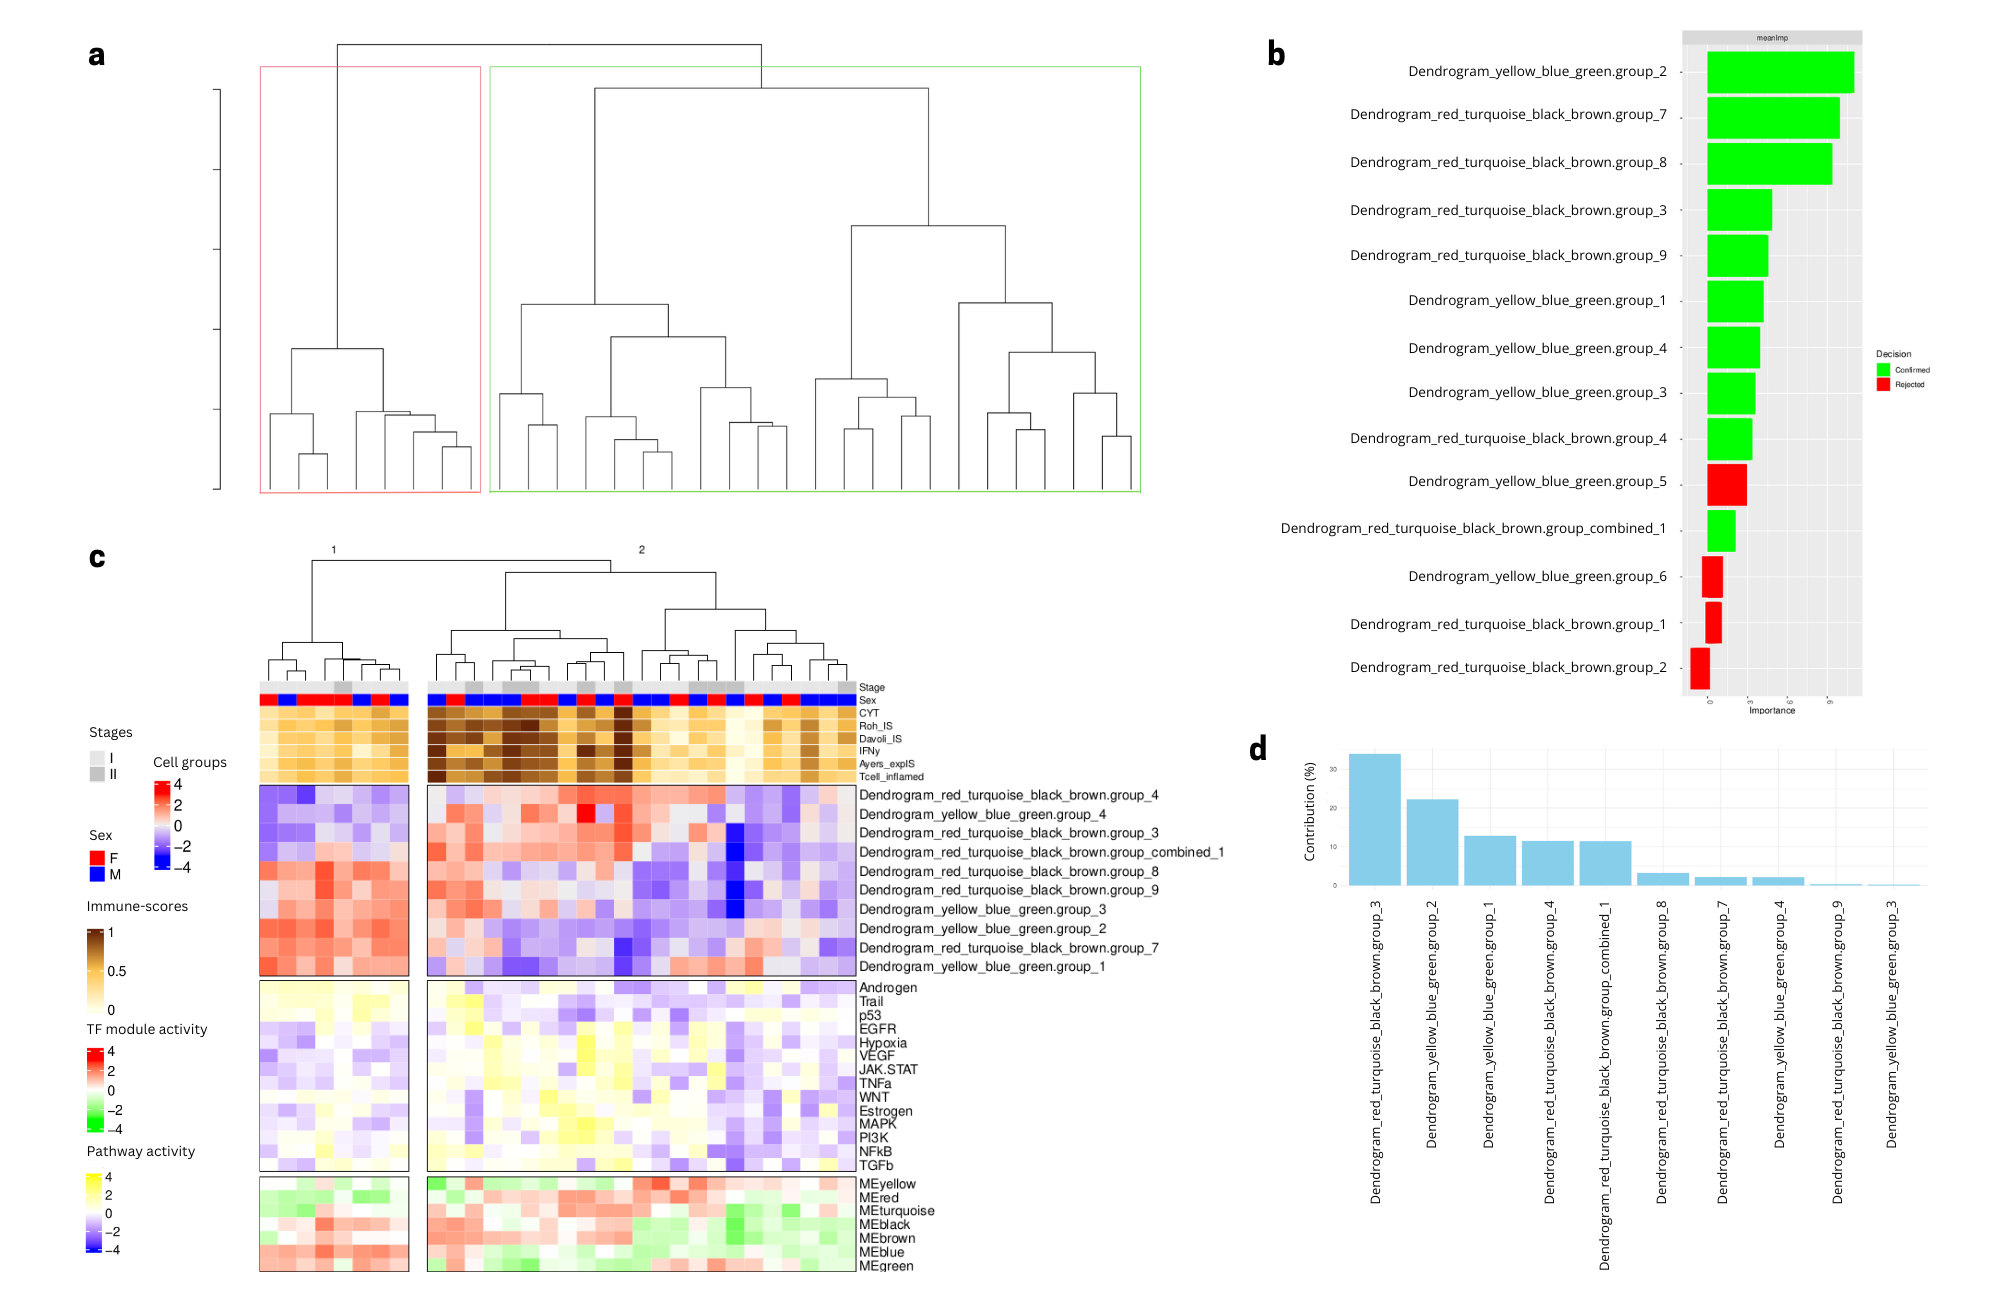 a
b
meanImp
Dendrogram_yellow_blue_green.group_2
Dendrogram_red_turquoise_black_brown.group_7
Dendrogram_red_turquoise_black_brown.group_8
Dendrogram_red_turquoise_black_brown.group_3
Dendrogram_red_turquoise_black_brown.group_9
Dendrogram_yellow_blue_green.group_1
Dendrogram_yellow_blue_green.group_4
Dendrogram_yellow_blue_green.group_3
Dendrogram_red_turquoise_black_brown.group_4
Dendrogram_yellow_blue_green.group_5
Dendrogram_red_turquoise_black_brown.group_combined_1
Dendrogram_yellow_blue_green.group_6
Dendrogram_red_turquoise_black_brown.group_1
Dendrogram_red_turquoise_black_brown.group_2
0 3 6 9
Importance
Decision
Confirmed
Rejected
c
1 2
Stage
Sex
CYT
Roh_IS
Davoli_IS
IFNy
Ayers_expIS
Tcell_inflamed
Dendrogram_red_turquoise_black_brown.group_4
Dendrogram_yellow_blue_green.group_4
Dendrogram_red_turquoise_black_brown.group_3
Dendrogram_red_turquoise_black_brown.group_combined_1
Dendrogram_red_turquoise_black_brown.group_8
Dendrogram_red_turquoise_black_brown.group_9
Dendrogram_yellow_blue_green.group_3
Dendrogram_yellow_blue_green.group_2
Dendrogram_red_turquoise_black_brown.group_7
Dendrogram_yellow_blue_green.group_1
Androgen
Trail
p53
EGFR
Hypoxia
VEGF
JAK.STAT
TNFa
WNT
Estrogen
MAPK
PI3K
NFkB
TGFb
MEyellow
MEred
MEturquoise
MEblack
MEbrown
MEblue
MEgreen
Stages
I
II
Cell groups
4
2
0
−2
−4
Sex
F
M
Immune-scores
1
0.5
0
TF module activity
4
2
0
−2
−4
Pathway activity
4
2
0
−2
−4
d
Contribution (%)
30
20
10
0
Dendrogram_red_turquoise_black_brown.group_3
Dendrogram_yellow_blue_green.group_2
Dendrogram_yellow_blue_green.group_1
Dendrogram_red_turquoise_black_brown.group_4
Dendrogram_red_turquoise_black_brown.group_combined_1
Dendrogram_red_turquoise_black_brown.group_8
Dendrogram_red_turquoise_black_brown.group_7
Dendrogram_yellow_blue_green.group_4
Dendrogram_red_turquoise_black_brown.group_9
Dendrogram_yellow_blue_green.group_3